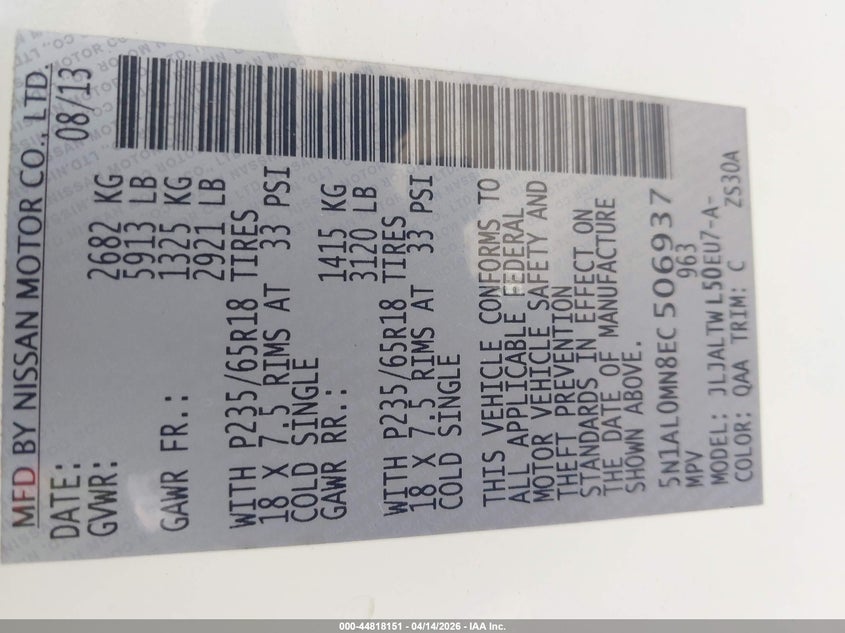 MFD BY NISSAN MOTOR CO., LTD.
DATE: 08/13
GVWR: 2682 KG
5913 LB
GAWR FR.: 1325 KG
2921 LB
WITH P235/65R18 TIRES
18 X 7.5 RIMS AT 33 PSI
COLD SINGLE
GAWR RR.: 1415 KG
3120 LB
WITH P235/65R18 TIRES
18 X 7.5 RIMS AT 33 PSI
COLD SINGLE
THIS VEHICLE CONFORMS TO
ALL APPLICABLE FEDERAL
MOTOR VEHICLE SAFETY AND
THEFT PREVENTION
STANDARDS IN EFFECT ON
THE DATE OF MANUFACTURE
SHOWN ABOVE.
5N1AL0MN8EC506937
MPV 963
MODEL: JLJALTWL50EU7-A-
COLOR: QAA TRIM: C ZS30A
000-44818151 - 04/14/2026 - IAA Inc.